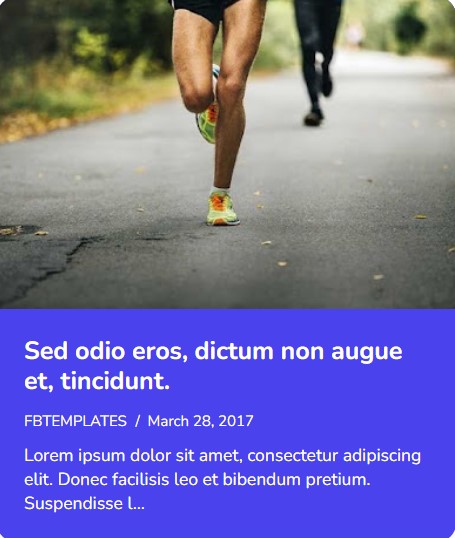 Sed odio eros, dictum non augue
et, tincidunt.
FBTEMPLATES / March 28, 2017
Lorem ipsum dolor sit amet, consectetur adipiscing
elit. Donec facilisis leo et bibendum pretium.
Suspendisse l...